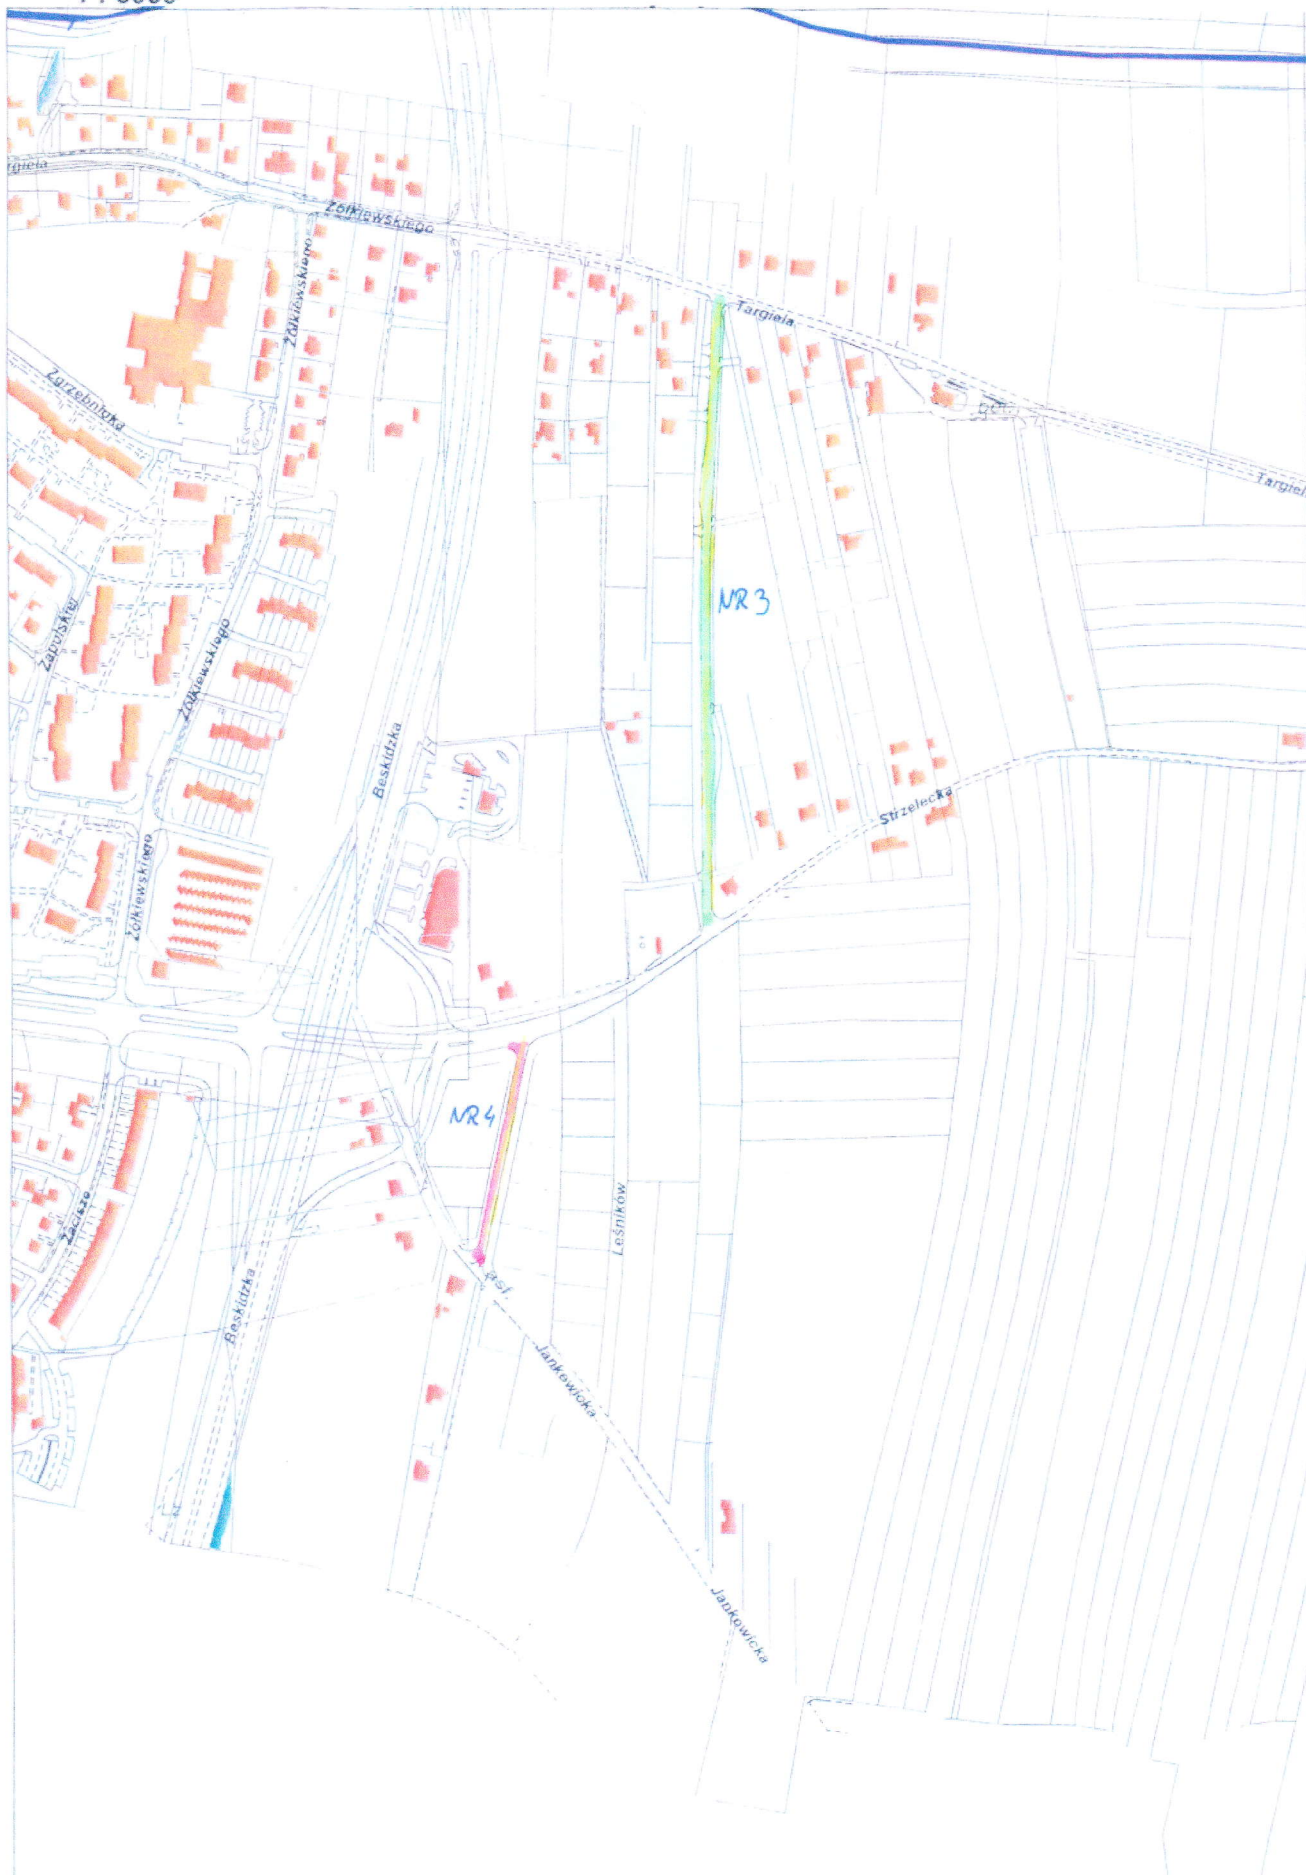 Żółkiewskiego
Żółkiewskiego
Targiela
Zgrzebnioka
Targiela
NR 3
Zapolskiej
Żółkiewskiego
Beskidzka
Strzelecka
Żółkiewskiego
NR 4
Zacisze
Leśników
Beskidzka
Jankowicka
Jankowicka